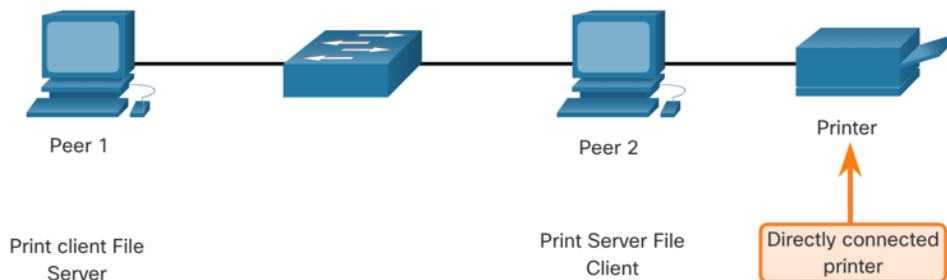 Peer 1
Peer 2
Printer
Print client File
Server
Print Server File
Client
Directly connected
printer